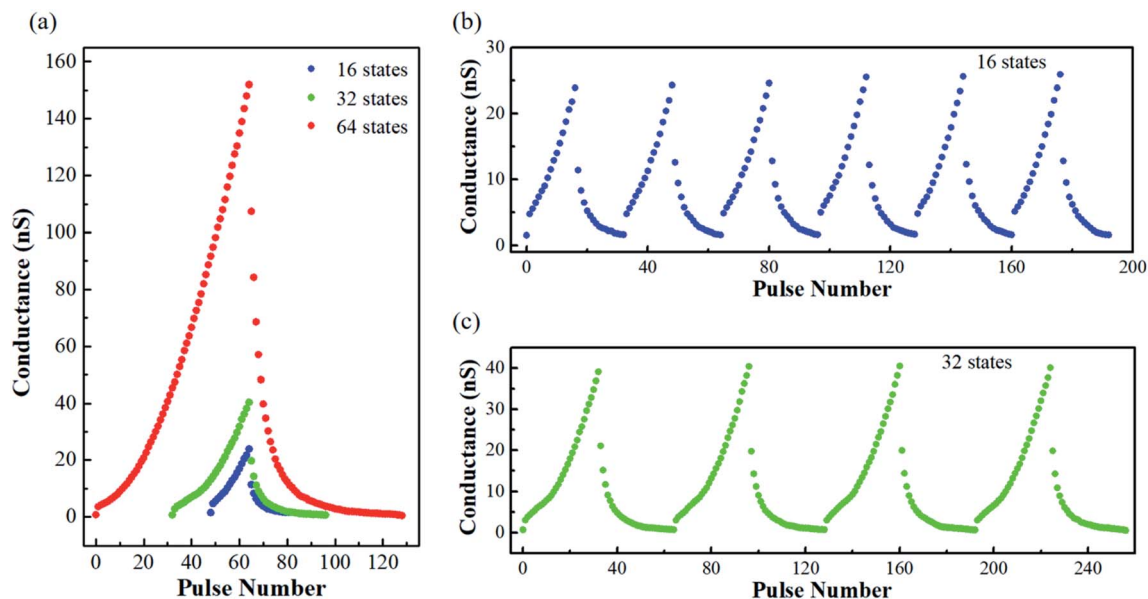 (a)
160
140
120
100
80
60
40
20
0
Conductance (nS)
16 states
32 states
64 states
0 20 40 60 80 100 120
Pulse Number
(b)
30
20
10
0
Conductance (nS)
16 states
0 40 80 120 160 200
Pulse Number
(c)
40
30
20
10
0
Conductance (nS)
32 states
0 40 80 120 160 200 240
Pulse Number